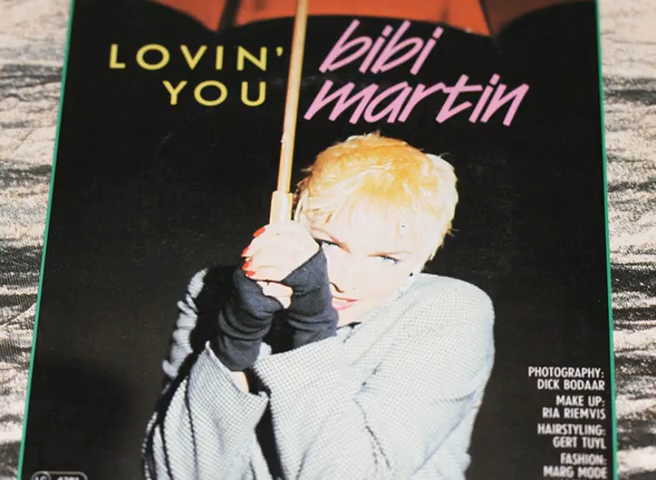 LOVIN' YOU
bibi martin
PHOTOGRAPHY:
DICK BODAAR
MAKE UP:
RIA RIEMVIS
HAIRSTYLING:
GERT TUYL
FASHION:
MARG MODE